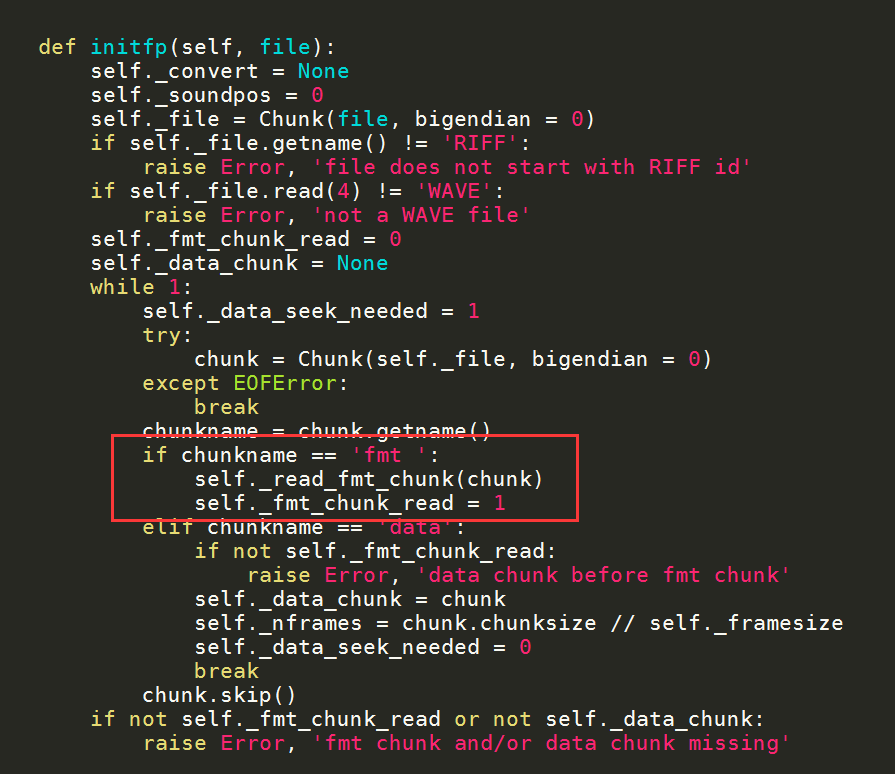 def initfp(self, file):
    self._convert = None
    self._soundpos = 0
    self._file = Chunk(file, bigendian = 0)
    if self._file.getname() != 'RIFF':
        raise Error, 'file does not start with RIFF id'
    if self._file.read(4) != 'WAVE':
        raise Error, 'not a WAVE file'
    self._fmt_chunk_read = 0
    self._data_chunk = None
    while 1:
        self._data_seek_needed = 1
        try:
            chunk = Chunk(self._file, bigendian = 0)
        except EOFError:
            break
        chunkname = chunk.getname()
        if chunkname == 'fmt ':
            self._read_fmt_chunk(chunk)
            self._fmt_chunk_read = 1
        elif chunkname == 'data':
            if not self._fmt_chunk_read:
                raise Error, 'data chunk before fmt chunk'
            self._data_chunk = chunk
            self._nframes = chunk.chunksize // self._framesize
            self._data_seek_needed = 0
            break
        chunk.skip()
    if not self._fmt_chunk_read or not self._data_chunk:
        raise Error, 'fmt chunk and/or data chunk missing'